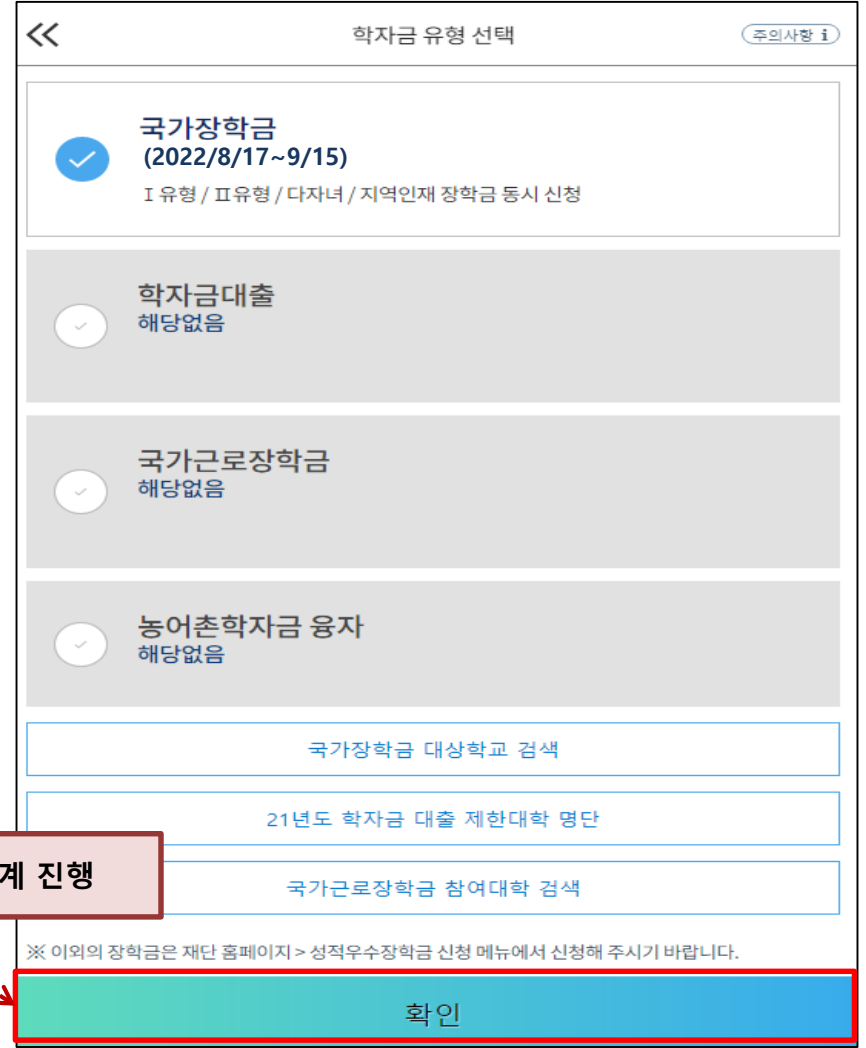 학자금 유형 선택
주의사항 i
국가장학금
(2022/8/17~9/15)
I 유형 / II유형 / 다자녀 / 지역인재 장학금 동시 신청
학자금대출
해당없음
국가근로장학금
해당없음
농어촌학자금 융자
해당없음
국가장학금 대상학교 검색
21년도 학자금 대출 제한대학 명단
계 진행
국가근로장학금 참여대학 검색
※ 이외의 장학금은 재단 홈페이지 > 성적우수장학금 신청 메뉴에서 신청해 주시기 바랍니다.
확인